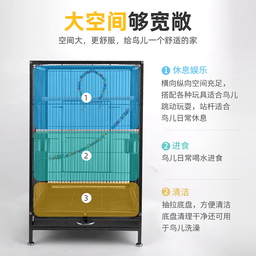 大空间够宽敞
空间大，更舒服，给鸟儿一个舒适的家
① 休息娱乐
横向纵向空间充足，
搭配各种玩具适合鸟儿
跳动玩耍，站杆适合
鸟儿日常休息
② 进食
鸟儿日常喝水进食
③ 清洁
抽拉底盘，方便清洁
底盘清理干净还可用
于鸟儿洗澡
1
2
3